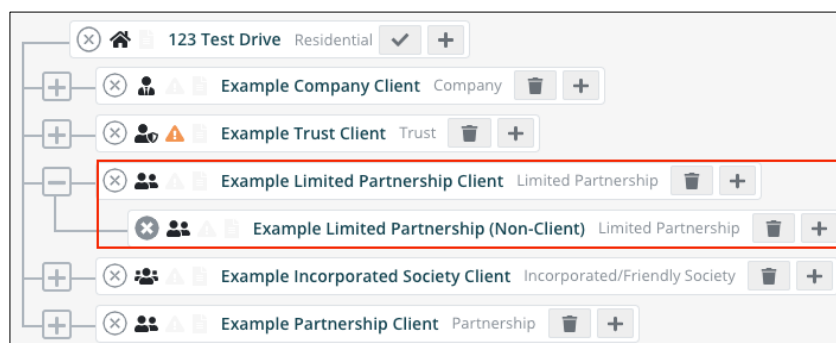 123 Test Drive Residential
Example Company Client Company
Example Trust Client Trust
Example Limited Partnership Client Limited Partnership
Example Limited Partnership (Non-Client) Limited Partnership
Example Incorporated Society Client Incorporated/Friendly Society
Example Partnership Client Partnership